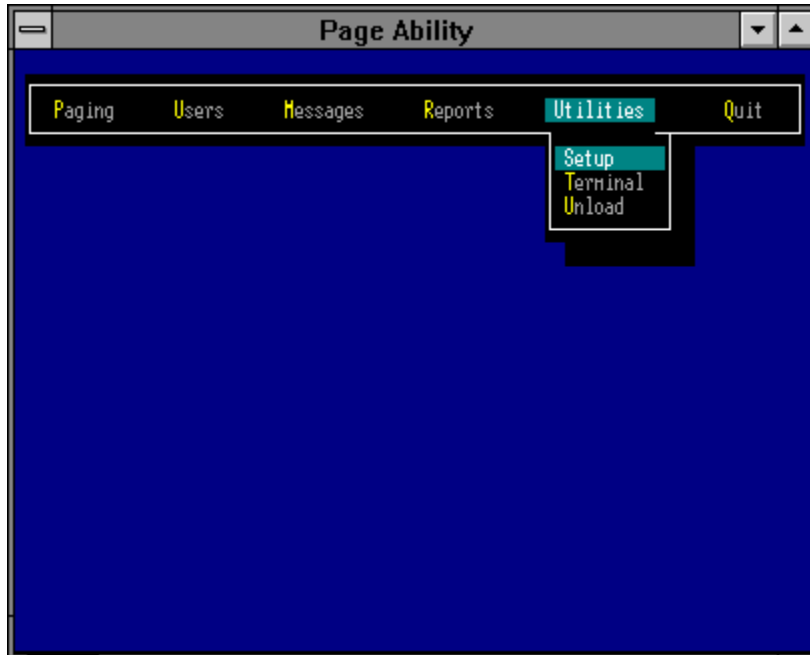 Page Ability
Paging Users Messages Reports Utilities Quit
Setup
Terminal
Unload